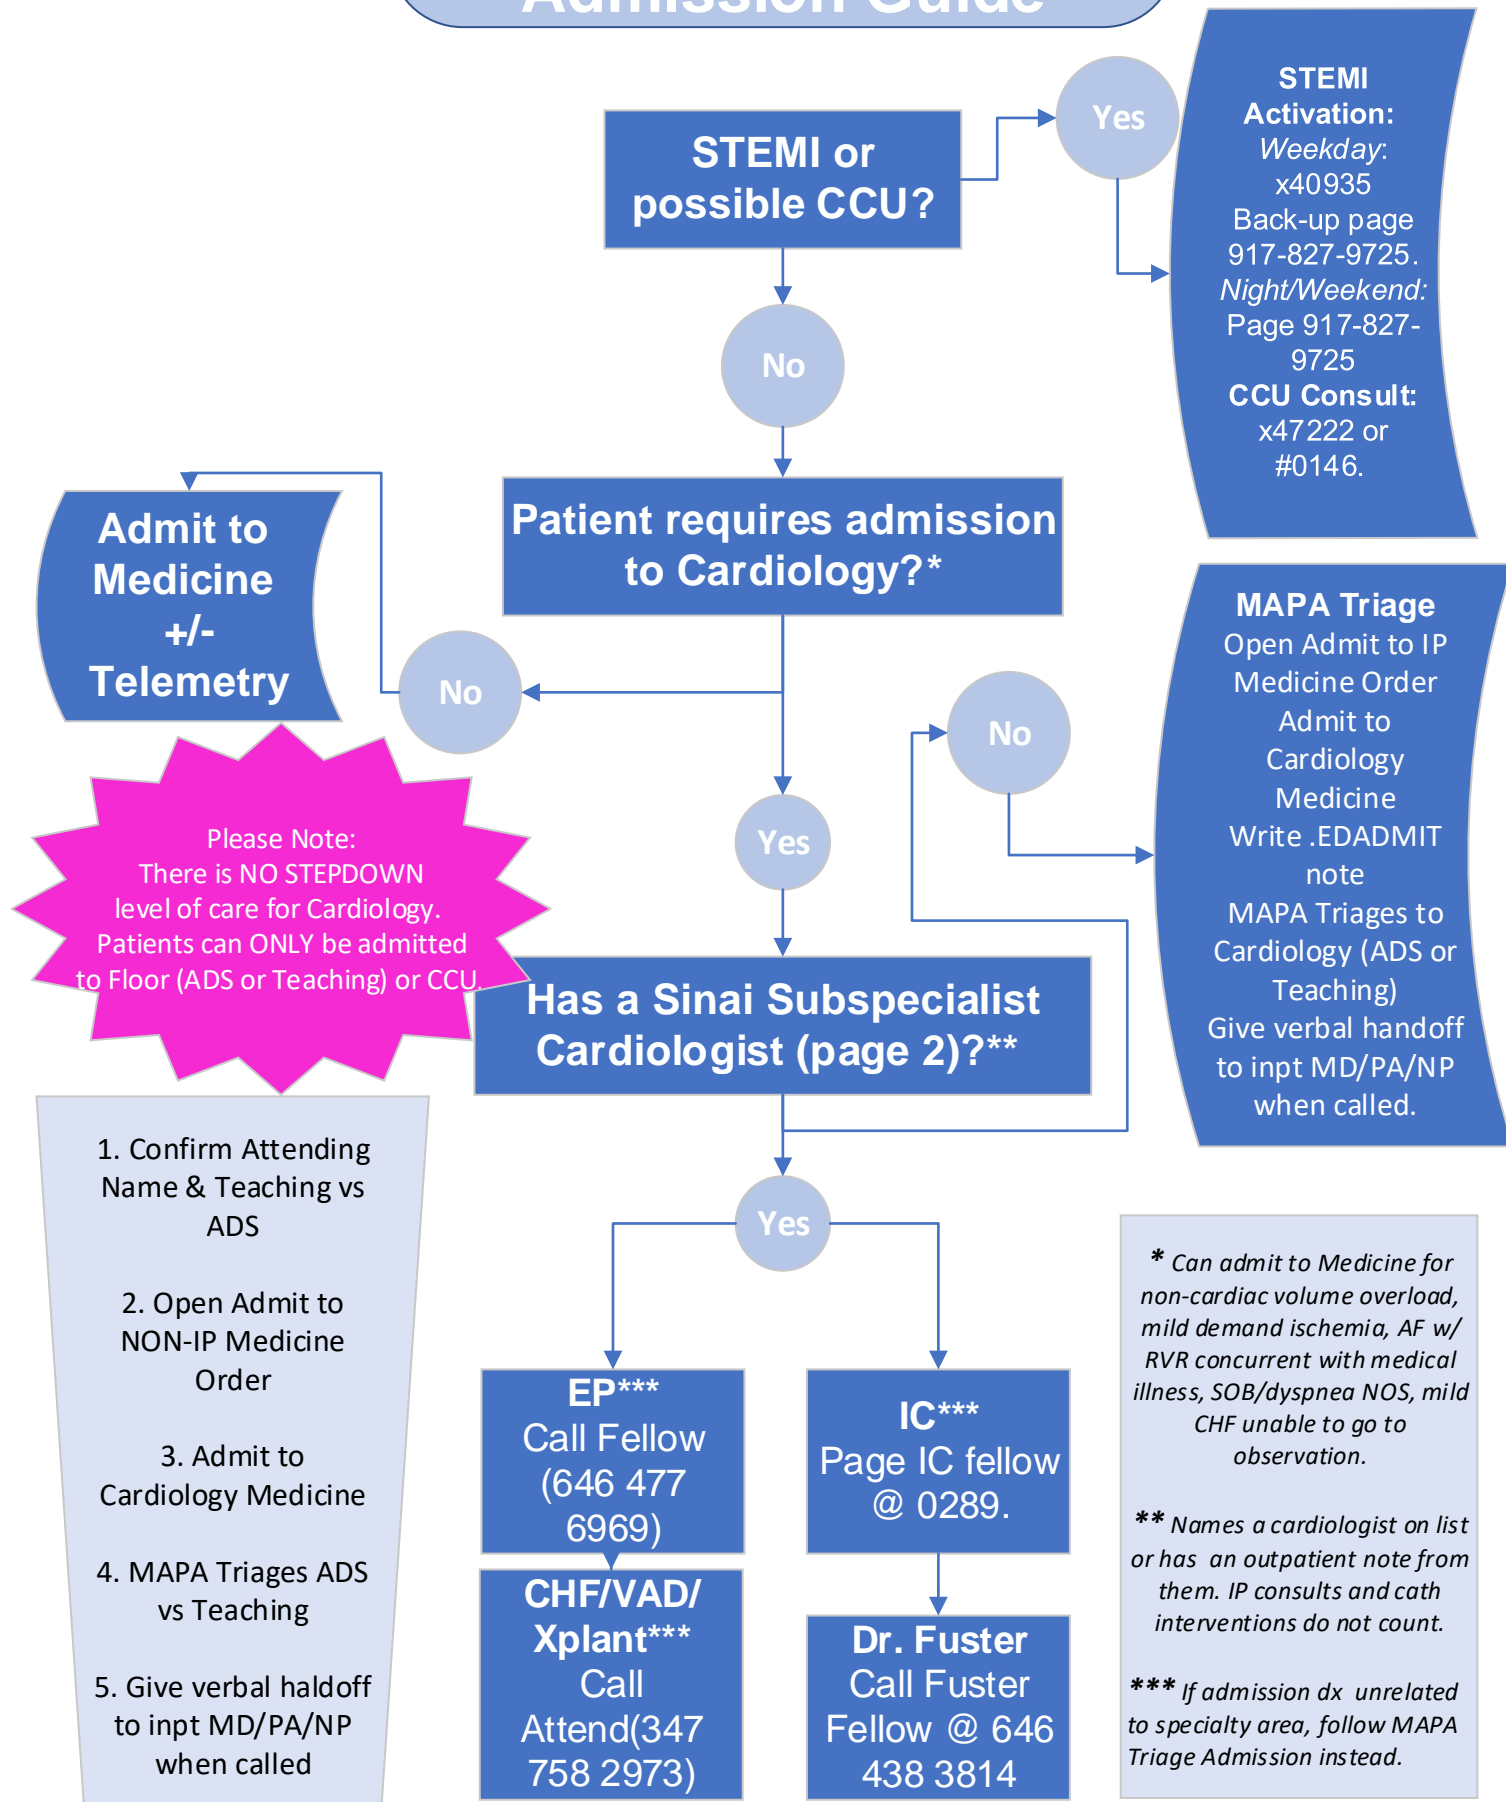 Admission Guide
STEMI or
possible CCU?
Yes
STEMI
Activation:
Weekday:
x40935
Back-up page
917-827-9725.
Night/Weekend:
Page 917-827-
9725
CCU Consult:
x47222 or
#0146.
No
Patient requires admission
to Cardiology?*
No
Admit to
Medicine
+/-
Telemetry
Yes
Please Note:
There is NO STEPDOWN
level of care for Cardiology.
Patients can ONLY be admitted
to Floor (ADS or Teaching) or CCU.
Has a Sinai Subspecialist
Cardiologist (page 2)?**
No
MAPA Triage
Open Admit to IP
Medicine Order
Admit to
Cardiology
Medicine
Write .EDADMIT
note
MAPA Triages to
Cardiology (ADS or
Teaching)
Give verbal handoff
to inpt MD/PA/NP
when called.
Yes
1. Confirm Attending
Name & Teaching vs
ADS
2. Open Admit to
NON-IP Medicine
Order
3. Admit to
Cardiology Medicine
4. MAPA Triages ADS
vs Teaching
5. Give verbal haldoff
to inpt MD/PA/NP
when called
EP***
Call Fellow
(646 477
6969)
CHF/VAD/
Xplant***
Call
Attend(347
758 2973)
IC***
Page IC fellow
@ 0289.
Dr. Fuster
Call Fuster
Fellow @ 646
438 3814
* Can admit to Medicine for
non-cardiac volume overload,
mild demand ischemia, AF w/
RVR concurrent with medical
illness, SOB/dyspnea NOS, mild
CHF unable to go to
observation.
** Names a cardiologist on list
or has an outpatient note from
them. IP consults and cath
interventions do not count.
*** If admission dx unrelated
to specialty area, follow MAPA
Triage Admission instead.